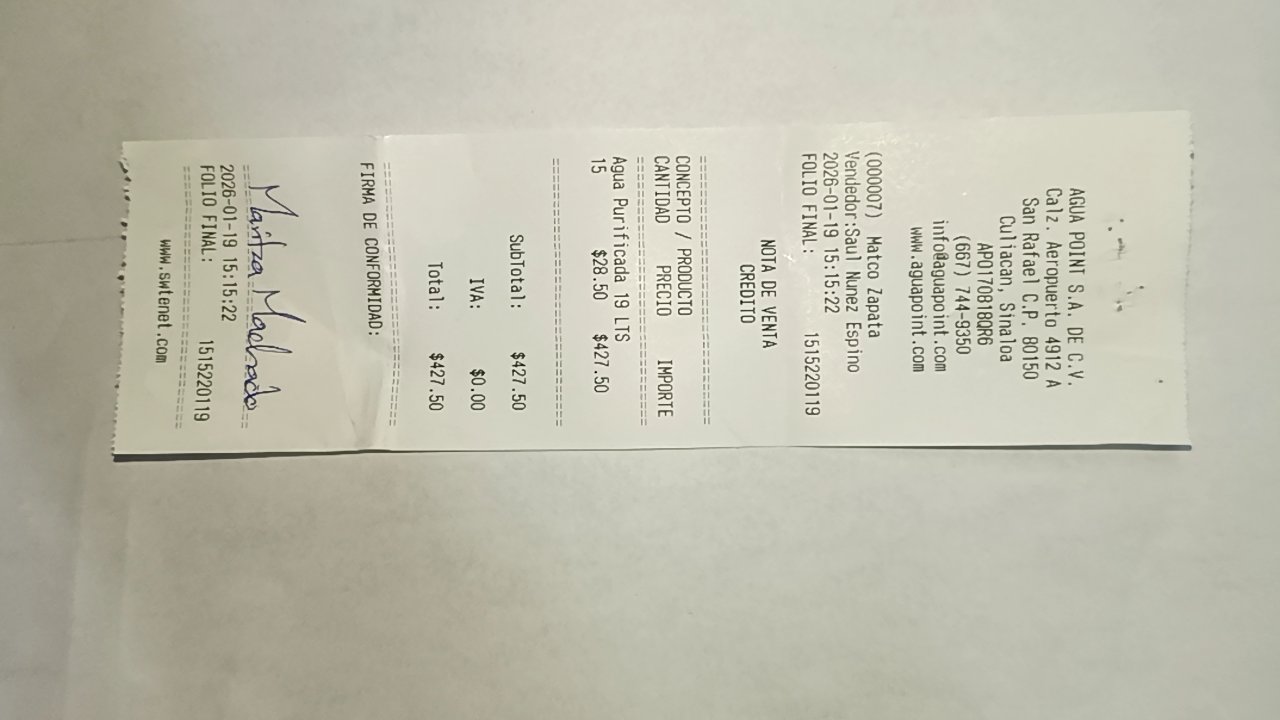 AGUA POINT S.A. DE C.V.
Calz. Aeropuerto 4912 A
San Rafael C.P. 80150
Culiacan, Sinaloa
APO170818QR6
(667) 744-9350
info@aguapoint.com
www.aguapoint.com
(000007) Matco Zapata
Vendedor:Saul Nunez Espino
2026-01-19 15:15:22
FOLIO FINAL: 1515220119
NOTA DE VENTA
CREDITO
CONCEPTO / PRODUCTO
CANTIDAD PRECIO IMPORTE
Agua Purificada 19 LTS
15 $28.50 $427.50
SubTotal: $427.50
IVA: $0.00
Total: $427.50
FIRMA DE CONFORMIDAD:
Maritza Machado
2026-01-19 15:15:22
FOLIO FINAL: 1515220119
www.swtenet.com